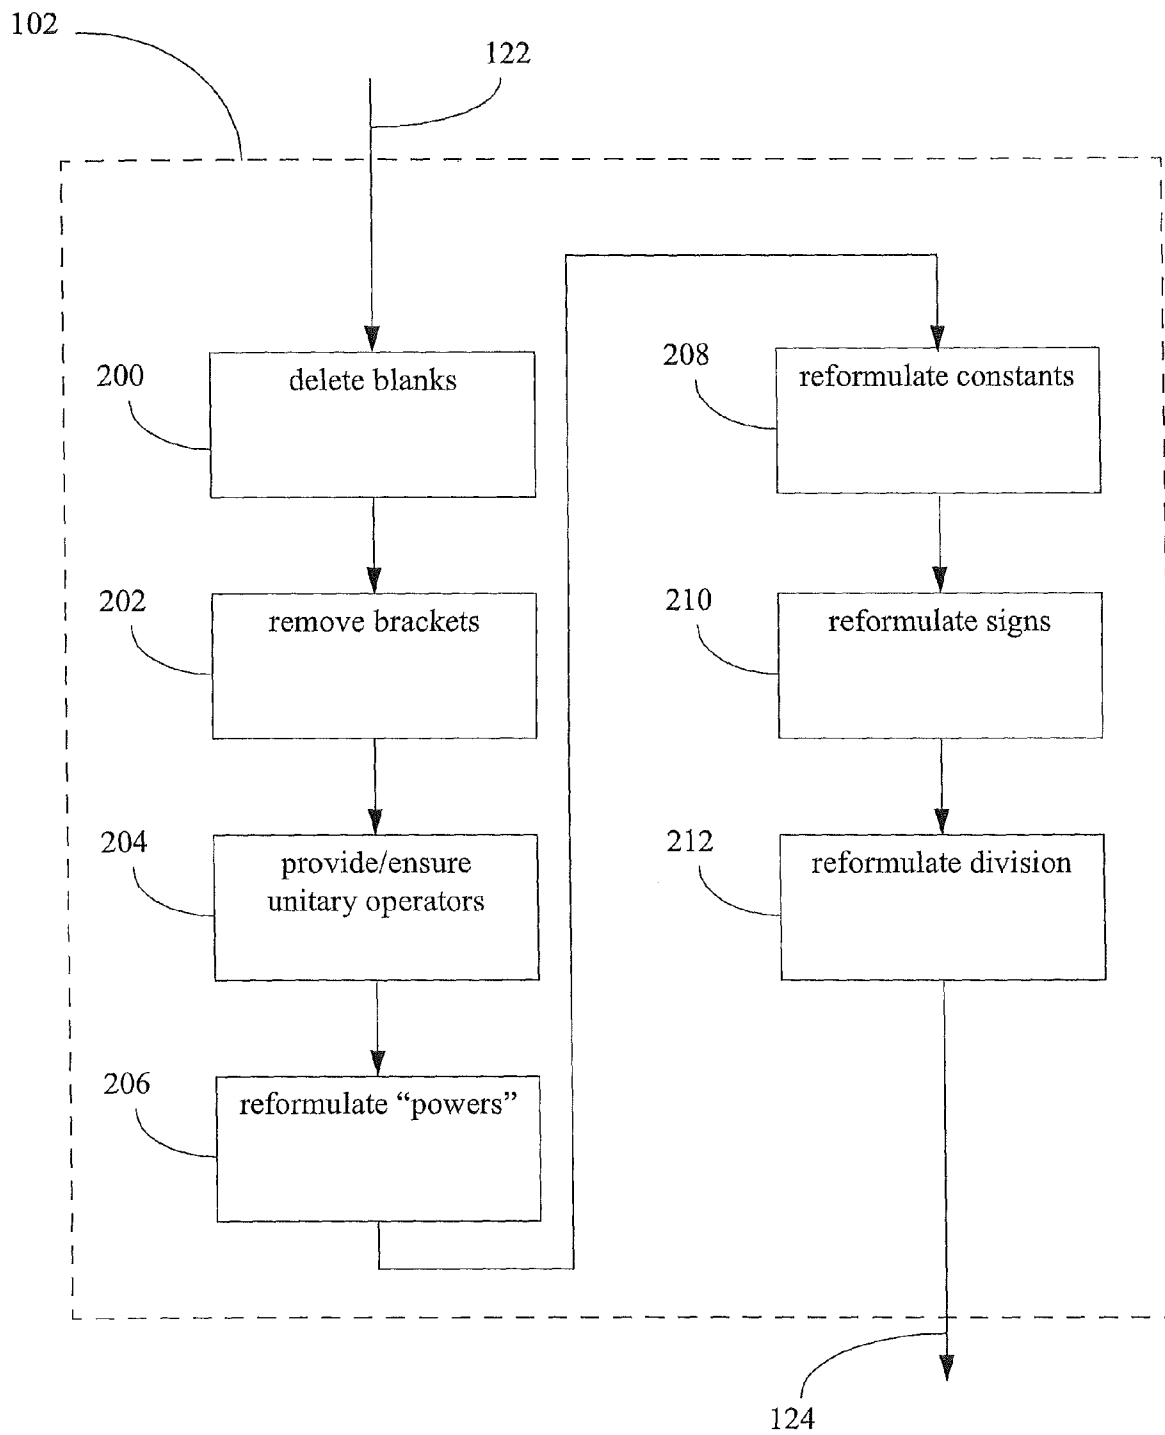 102
122
200
delete blanks
202
remove brackets
204
provide/ensure
unitary operators
206
reformulate “powers”
208
reformulate constants
210
reformulate signs
212
reformulate division
124